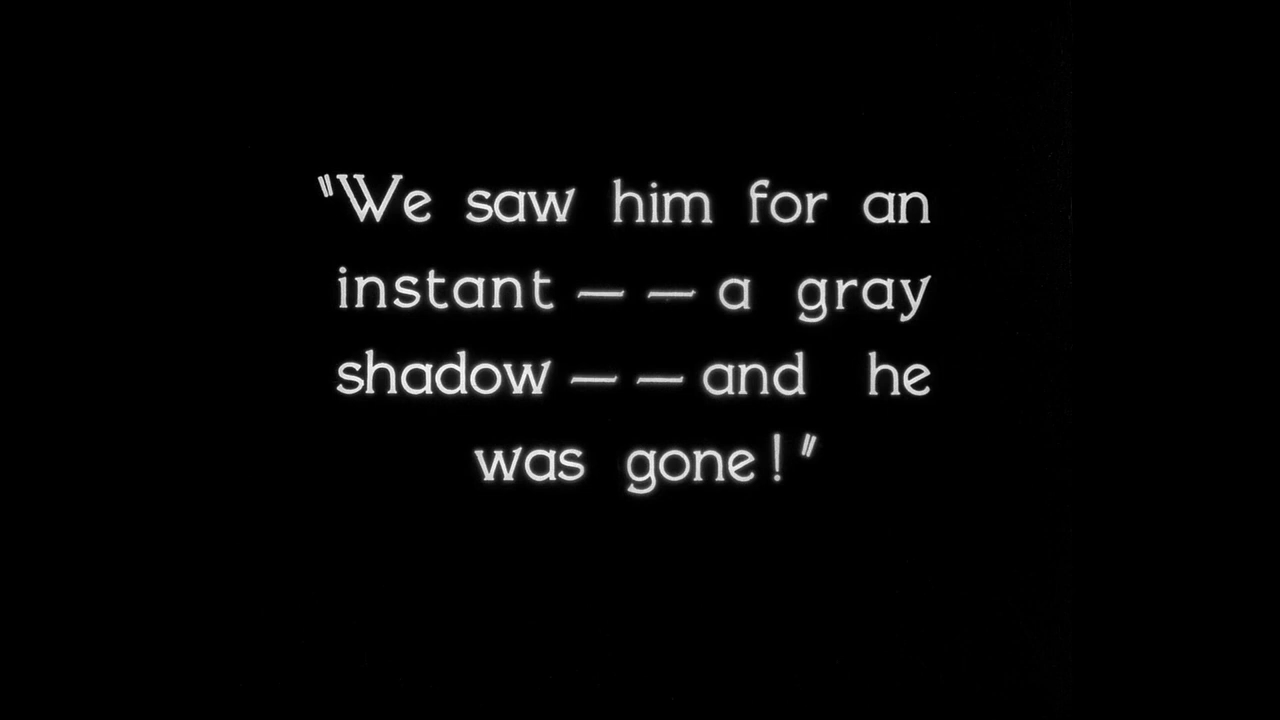 "We saw him for an
instant — — a gray
shadow — — and he
was gone!"